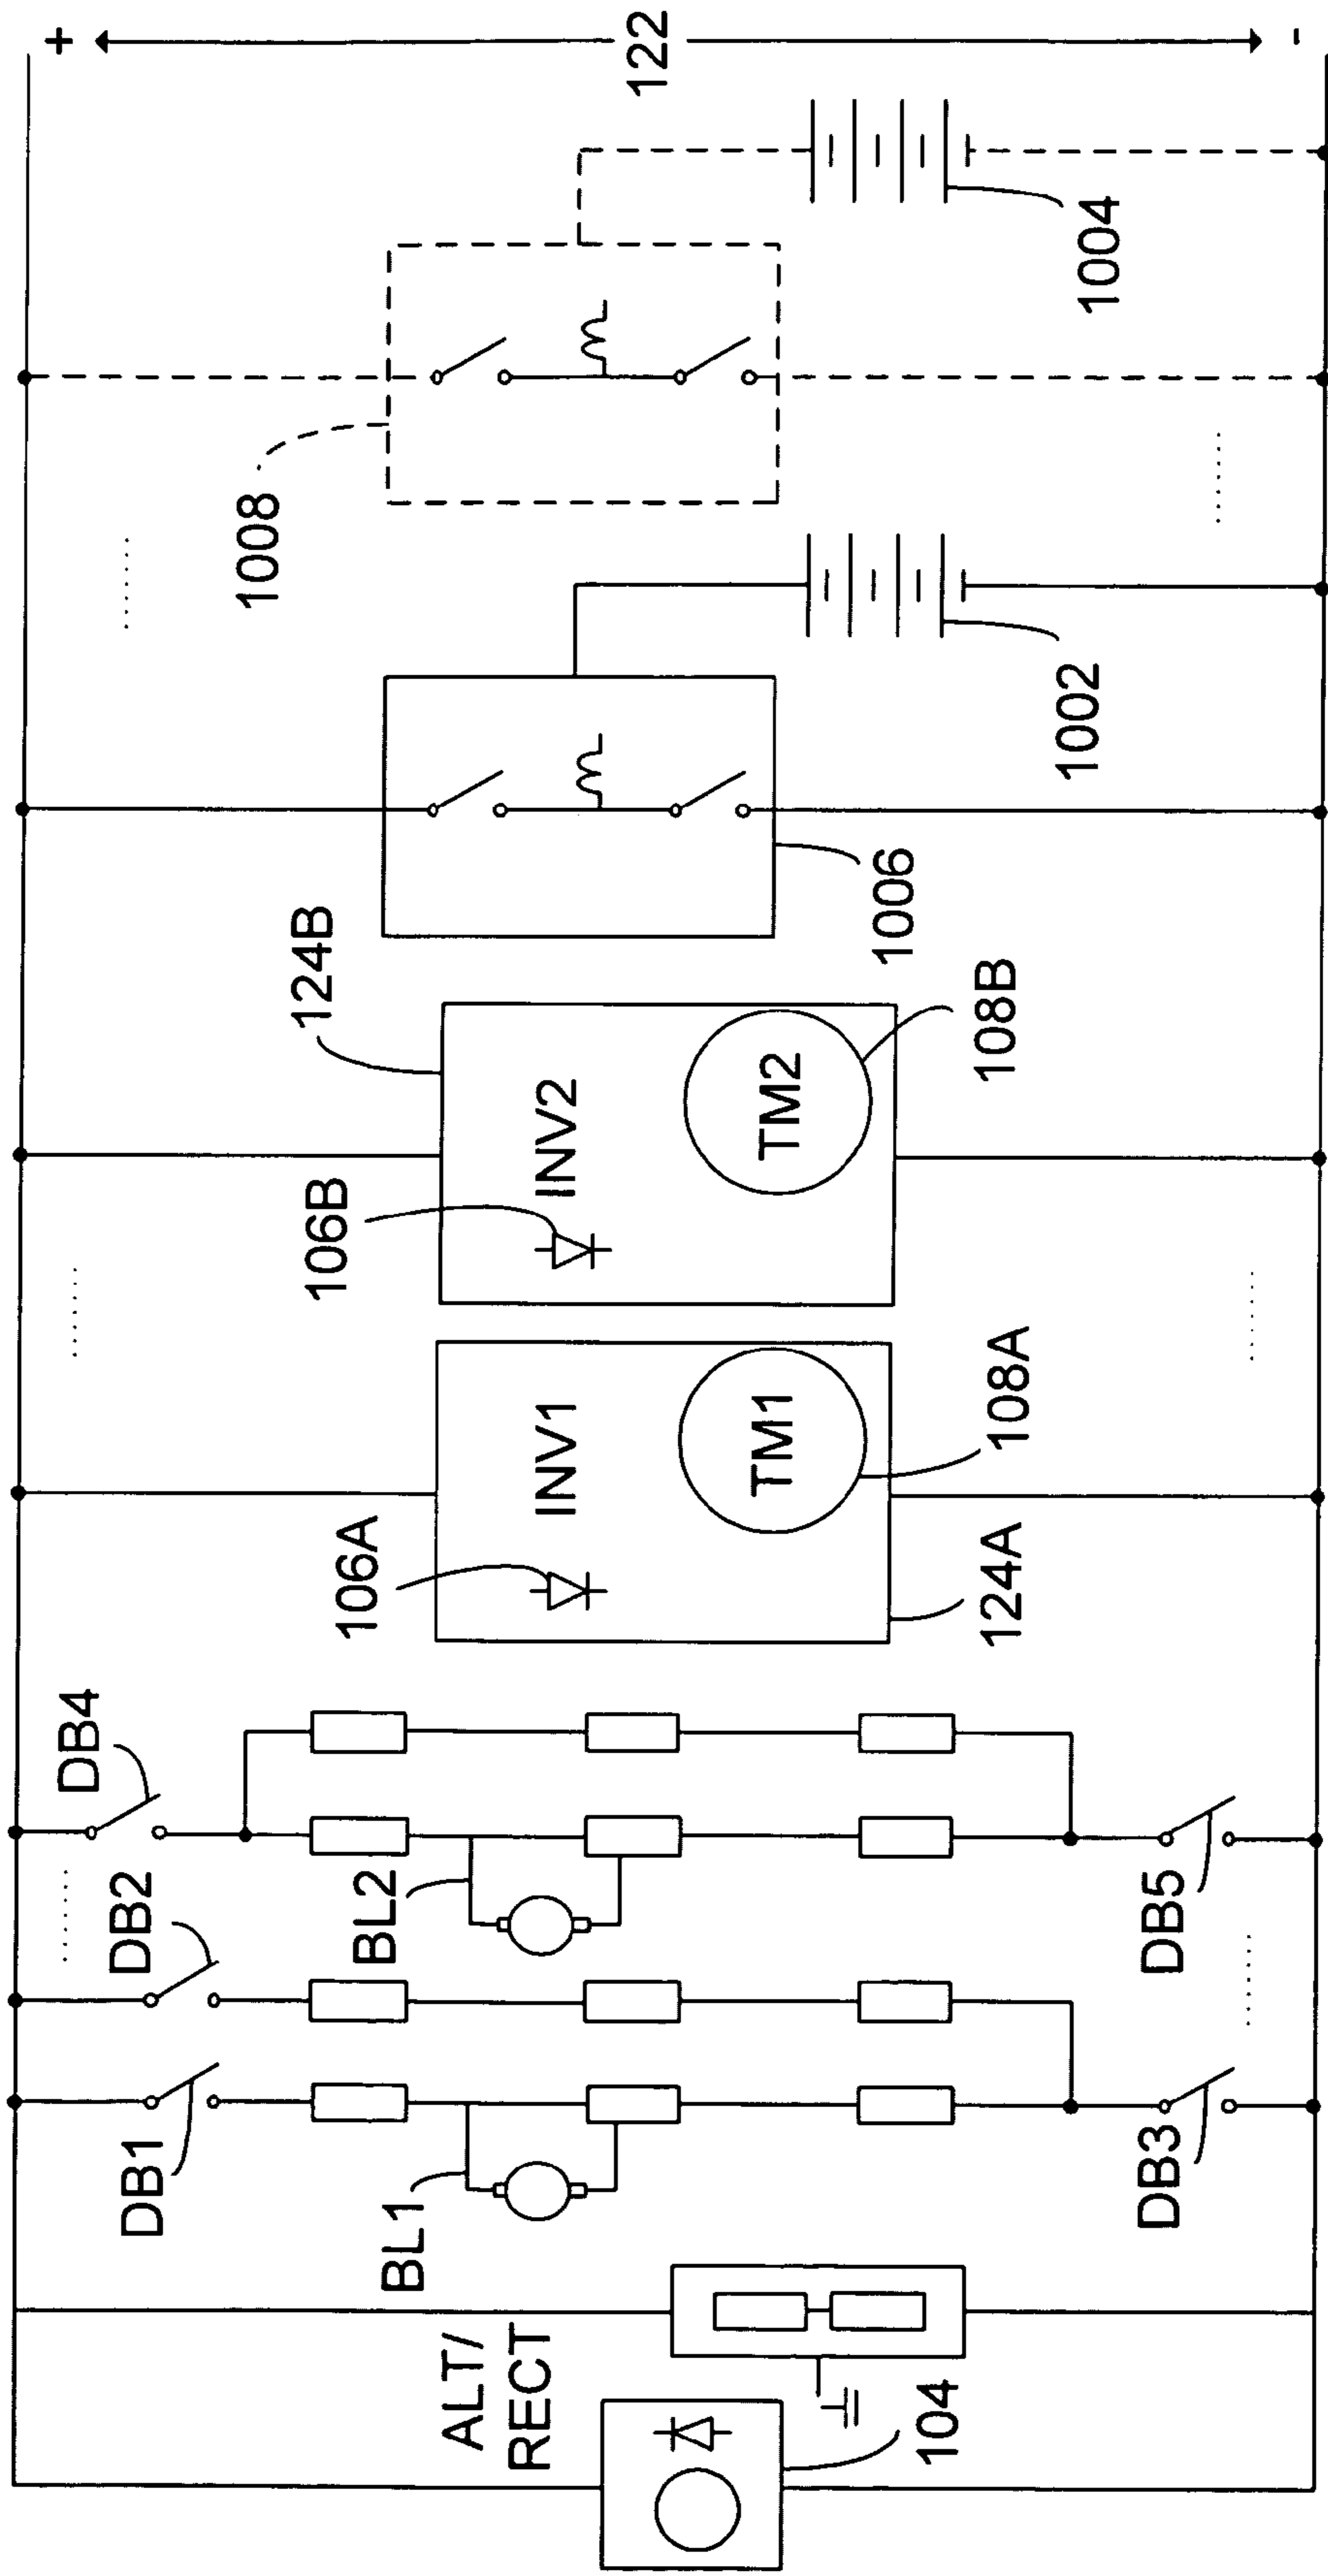 +
122
-
1008
1004
1002
1006
124B
106B
INV2
TM2
108B
106A
INV1
TM1
108A
124A
DB4
DB2
BL2
DB5
DB1
BL1
DB3
ALT/
RECT
104